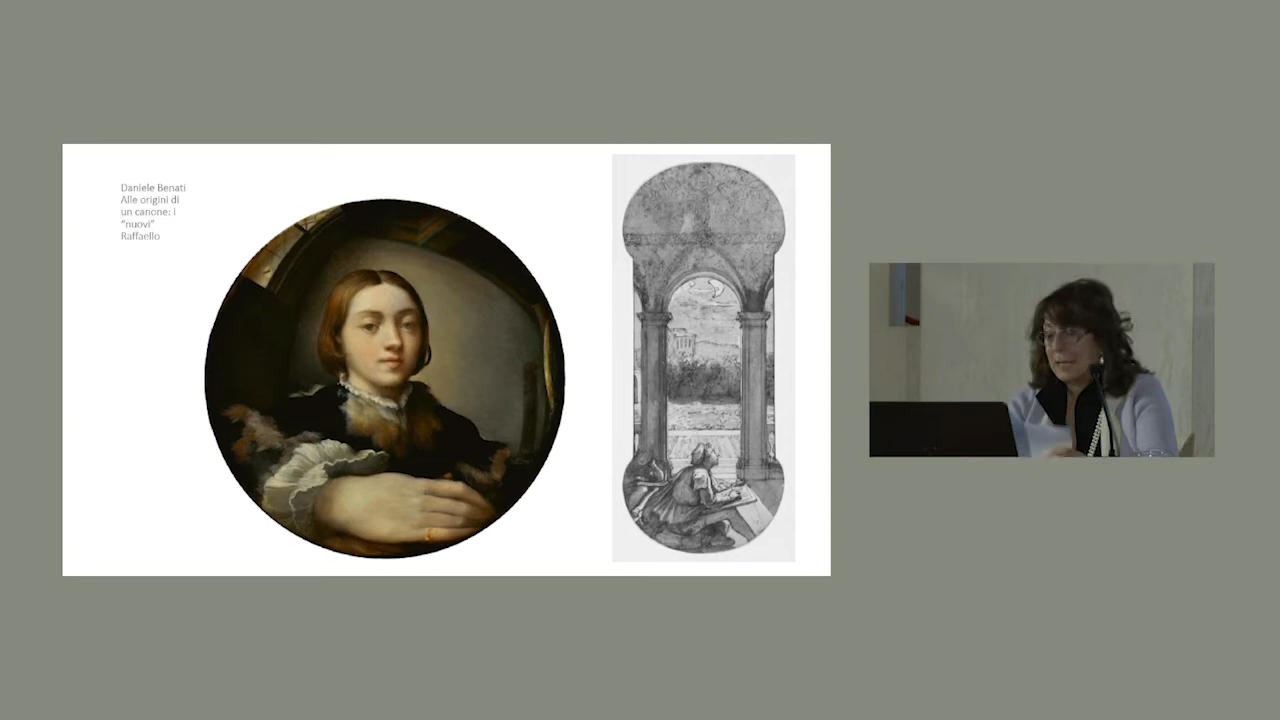 Daniele Benati
Alle origini di
un canone: i
“nuovi”
Raffaello